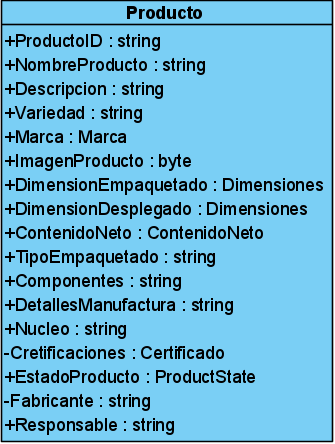 Producto
+ProductoID : string
+NombreProducto : string
+Descripcion : string
+Variedad : string
+Marca : Marca
+ImagenProducto : byte
+DimensionEmpaquetado : Dimensiones
+DimensionDesplegado : Dimensiones
+ContenidoNeto : ContenidoNeto
+TipoEmpaquetado : string
+Componentes : string
+DetallesManufactura : string
+Nucleo : string
-Cretificaciones : Certificado
+EstadoProducto : ProductState
-Fabricante : string
+Responsable : string